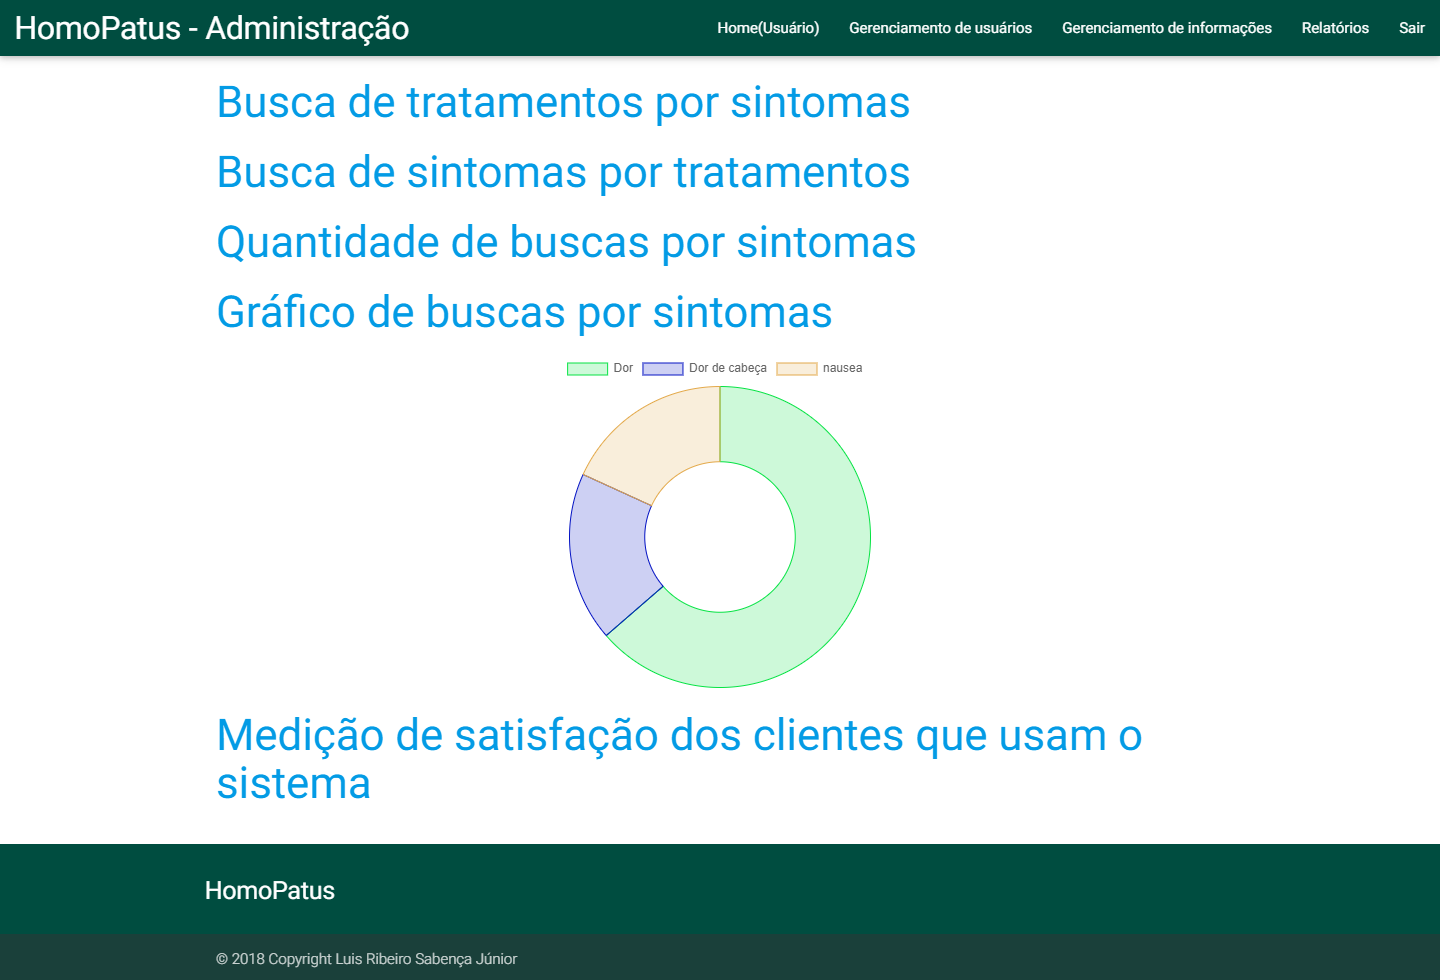 HomoPatus - Administração
Home(Usuário) Gerenciamento de usuários Gerenciamento de informações Relatórios Sair
Busca de tratamentos por sintomas
Busca de sintomas por tratamentos
Quantidade de buscas por sintomas
Gráfico de buscas por sintomas
Dor Dor de cabeça nausea
Medição de satisfação dos clientes que usam o
sistema
HomoPatus
© 2018 Copyright Luis Ribeiro Sabença Júnior